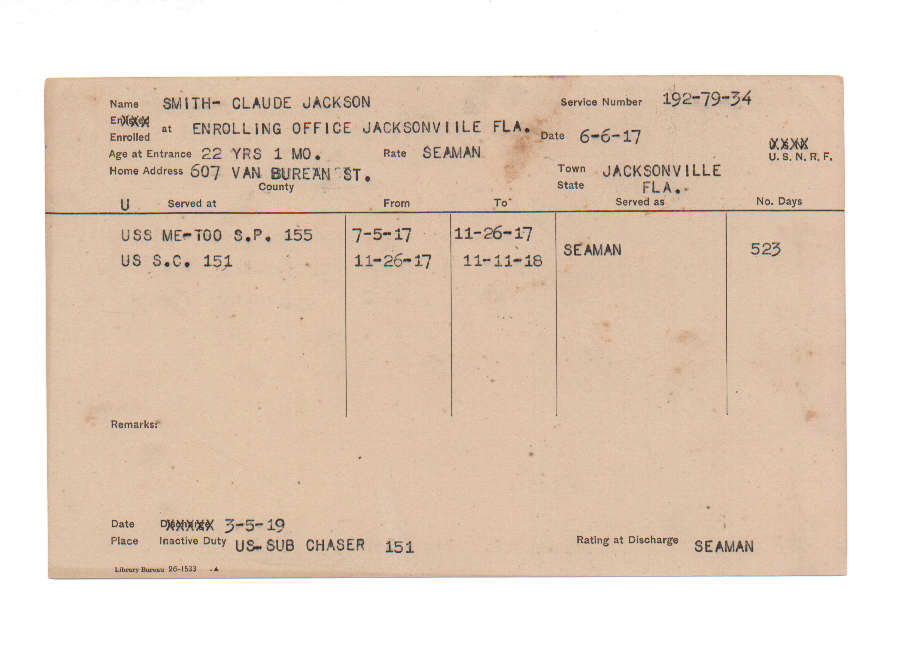 Name SMITH- CLAUDE JACKSON Service Number 192-79-34
Enlisted XXX
Enrolled at ENROLLING OFFICE JACKSONVIILE FLA. Date 6-6-17
XXXX
Age at Entrance 22 YRS 1 MO. Rate SEAMAN U. S. N. R. F.
Home Address 607 VAN BUREAN ST. Town JACKSONVILLE
County State FLA.
U Served at From To Served as No. Days
USS ME-TOO S.P. 155 7-5-17 11-26-17 SEAMAN 523
US S.C. 151 11-26-17 11-11-18
Remarks:
Date Discharge XXXXX 3-5-19
Place Inactive Duty US-SUB CHASER 151 Rating at Discharge SEAMAN
Library Bureau 26-1533